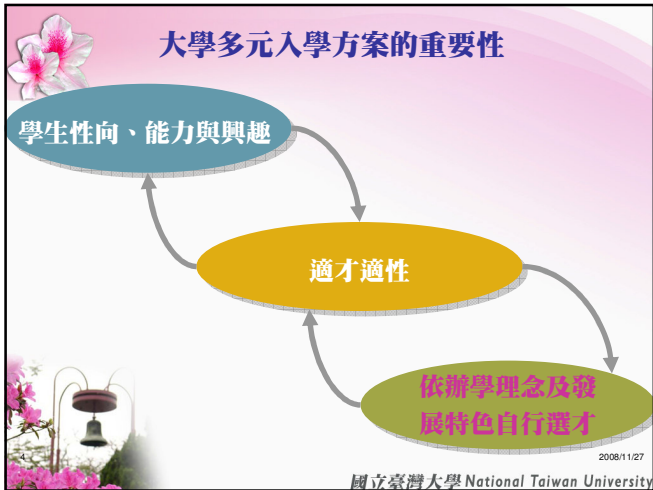 大學多元入學方案的重要性
學生性向、能力與興趣
適才適性
依辦學理念及發
展特色自行選才
4
2008/11/27
國立臺灣大學 National Taiwan University